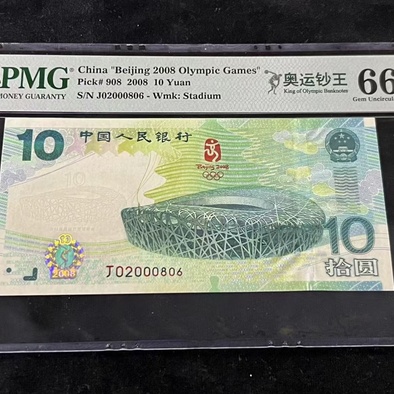 PMG
MONEY GUARANTY
China "Beijing 2008 Olympic Games"
Pick# 908 2008 10 Yuan
S/N J02000806 - Wmk: Stadium
奥运钞王
King of Olympic Banknotes
66
Gem Uncircul
10
中国人民银行
Beijing 2008
2008
J02000806
10
拾圆